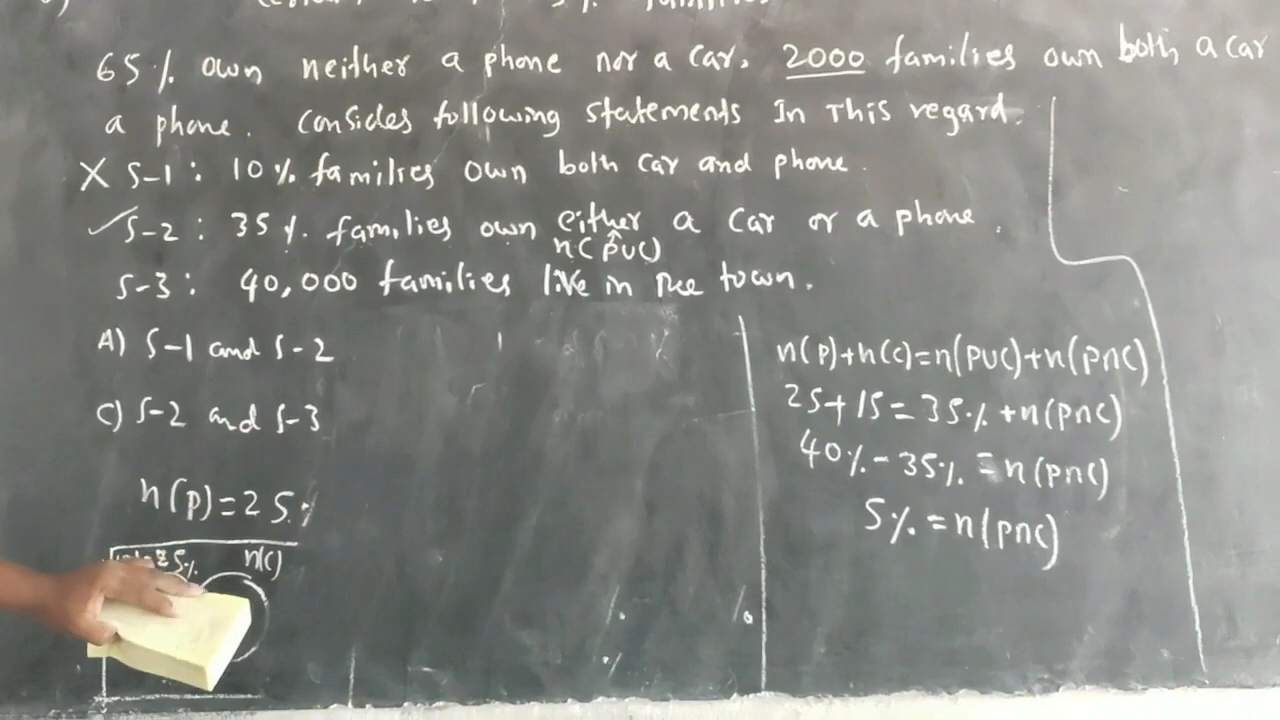 65% own neither a phone nor a car. 2000 families own both a car
a phone. consides following statements In This regard.
X S-1: 10% families own both car and phone.
✓S-2: 35%. families own either a car or a phone.
n(PUC)
S-3: 40,000 families live in the town.
A) S-1 and S-2
C) S-2 and S-3
n(p)=25%
25% n(c)
n(p)+n(c)=n(PUC)+n(PnC)
25+15=35%+n(PnC)
40%-35%=n(PnC)
5%=n(PnC)